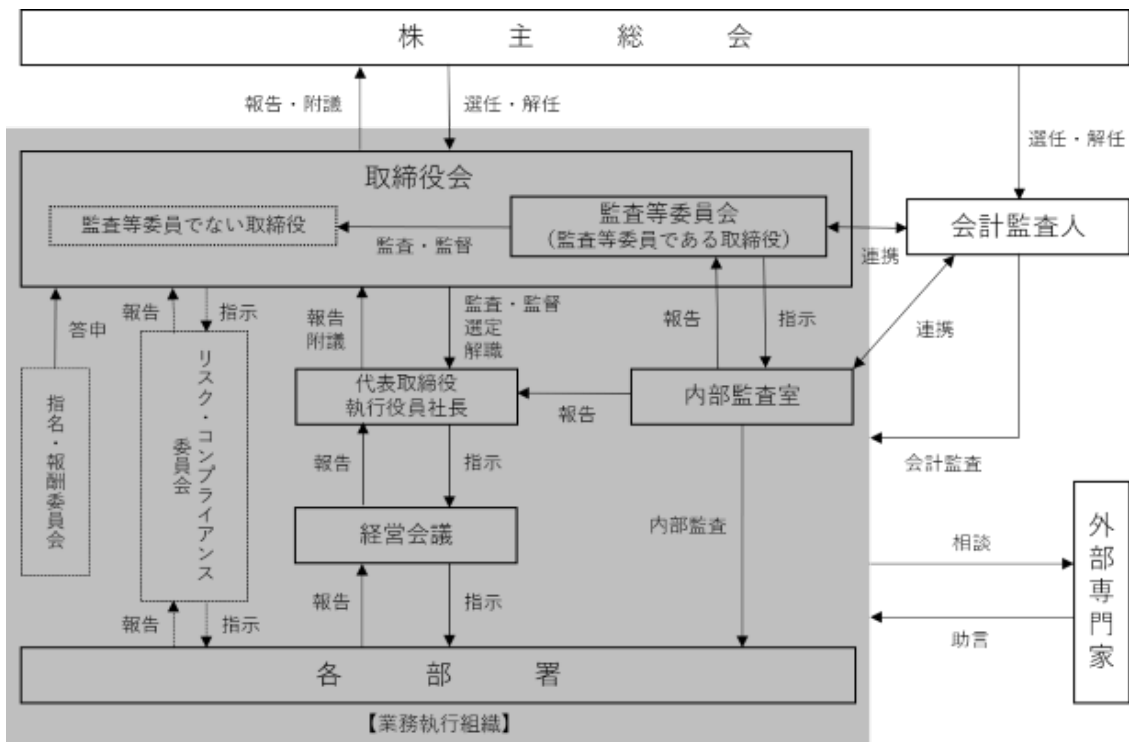 株主総会
報告・附議
選任・解任
選任・解任
取締役会
監査等委員でない取締役
監査・監督
監査等委員会
（監査等委員である取締役）
会計監査人
連携
答申
報告
指示
報告
附議
監査・監督
選定
解職
報告
指示
連携
指名・報酬委員会
リスク・コンプライアンス
委員会
代表取締役
執行役員社長
報告
内部監査室
会計監査
報告
指示
経営会議
内部監査
相談
助言
外部専門家
報告
指示
報告
指示
各部署
【業務執行組織】